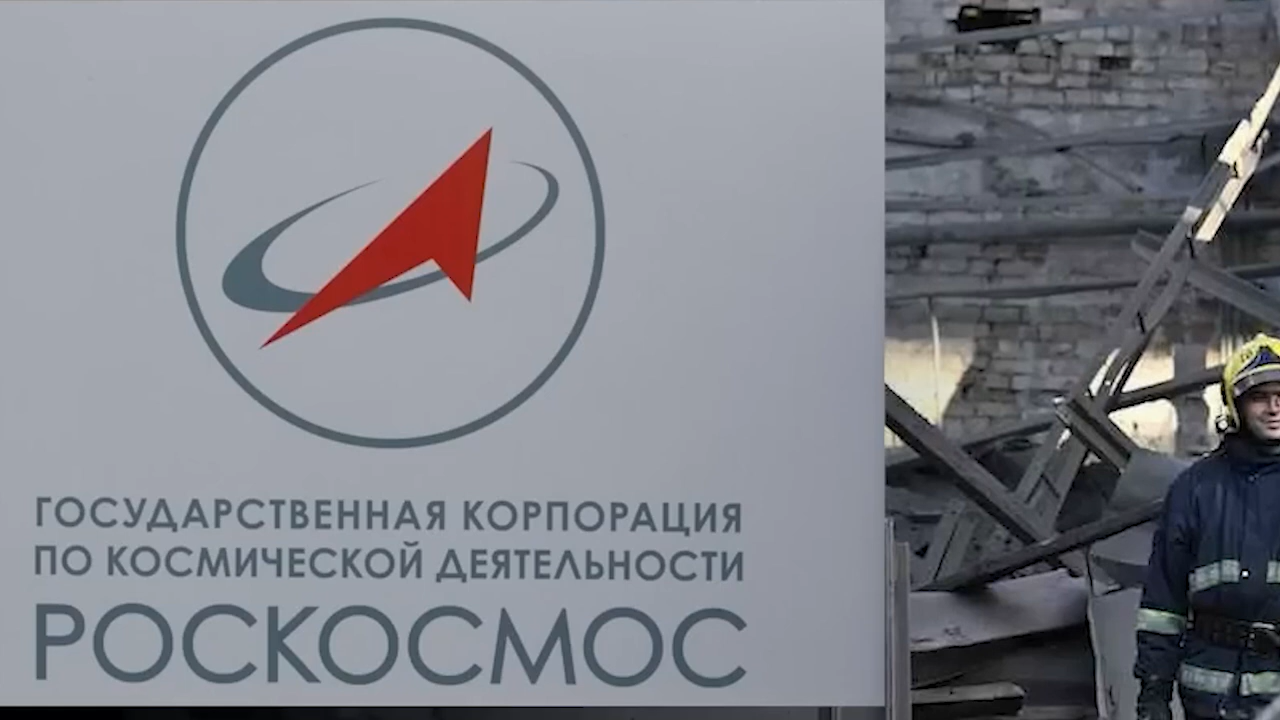 ГОСУДАРСТВЕННАЯ КОРПОРАЦИЯ
ПО КОСМИЧЕСКОЙ ДЕЯТЕЛЬНОСТИ
РОСКОСМОС